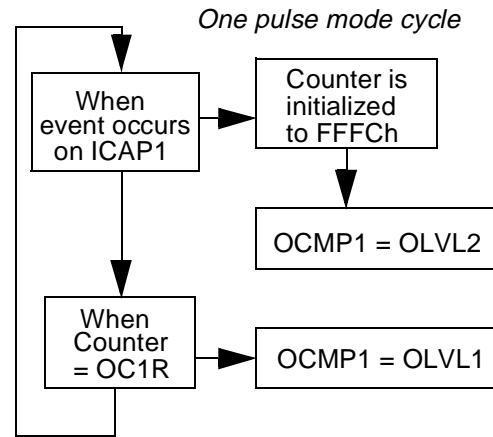 One pulse mode cycle
When
event occurs
on ICAP1
Counter is
initialized
to FFFCh
OCMP1 = OLVL2
When
Counter
= OC1R
OCMP1 = OLVL1